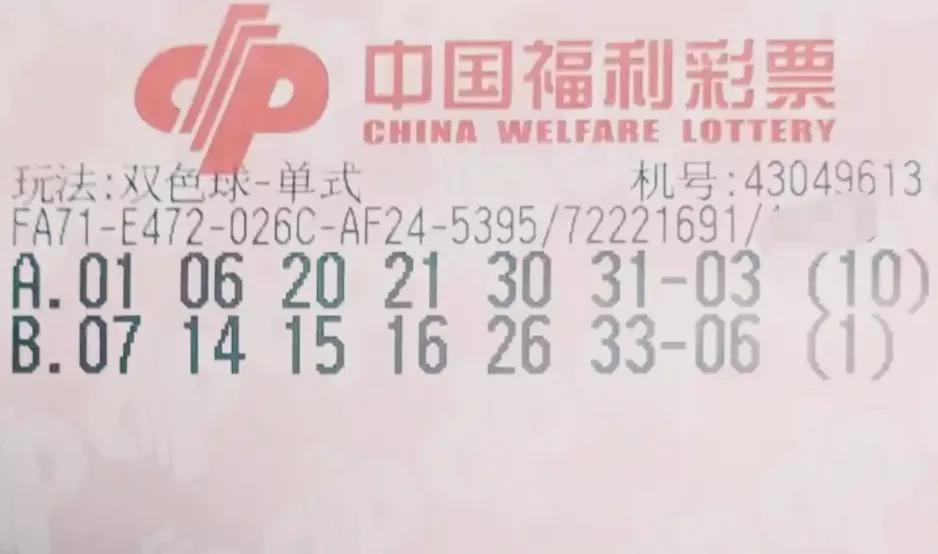 中国福利彩票
CHINA WELFARE LOTTERY
玩法:双色球-单式 机号:43049613
FA71-E472-026C-AF24-5395/72221691/
A.01 06 20 21 30 31-03 (10)
B.07 14 15 16 26 33-06 (1)